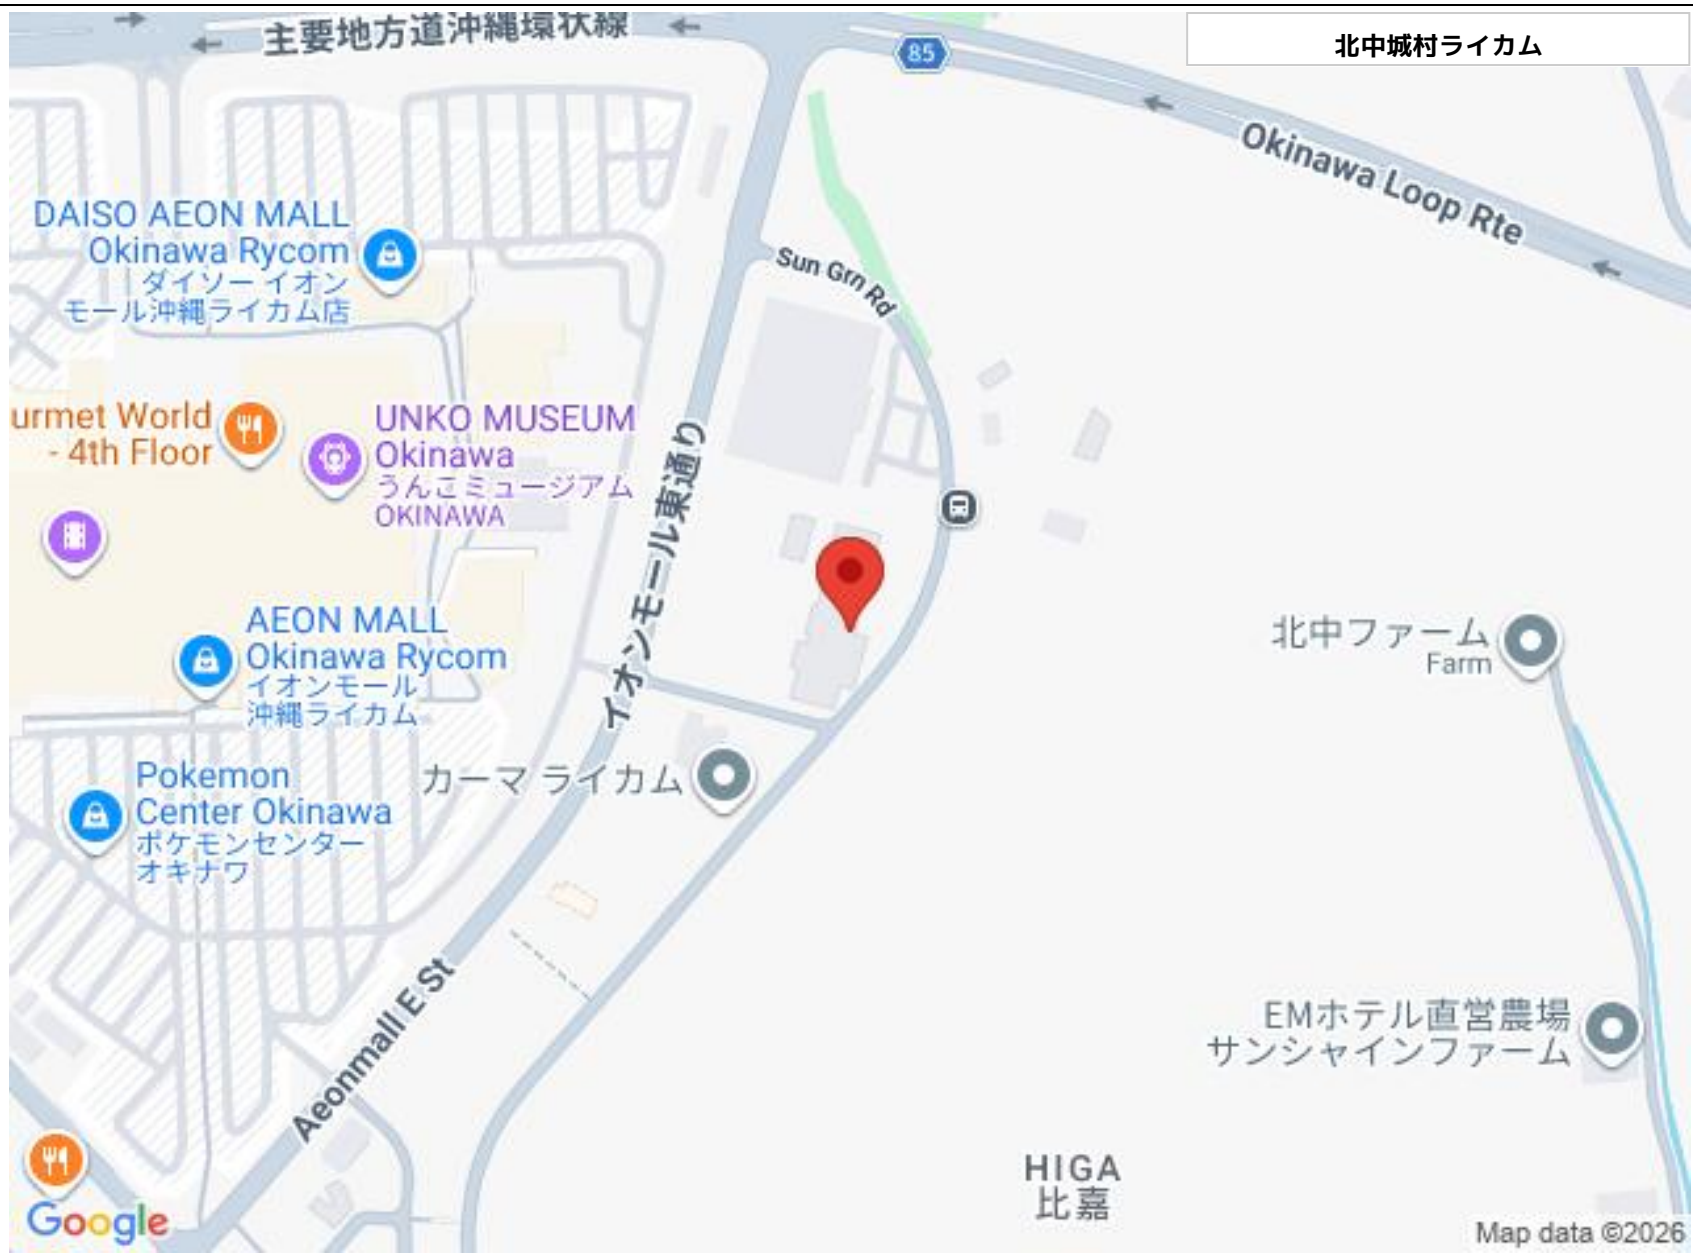 主要地方道沖縄環状線
85
北中城村ライカム
Okinawa Loop Rte
DAISO AEON MALL
Okinawa Rycom
ダイソー イオン
モール沖縄ライカム店
Sun Grn Rd
urmet World
- 4th Floor
UNKO MUSEUM
Okinawa
うんこミュージアム
OKINAWA
イオンモール東通り
AEON MALL
Okinawa Rycom
イオンモール
沖縄ライカム
北中ファーム
Farm
カーマ ライカム
Pokemon
Center Okinawa
ポケモンセンター
オキナワ
Aeonmall E St
EMホテル直営農場
サンシャインファーム
HIGA
比嘉
Google
Map data ©2026